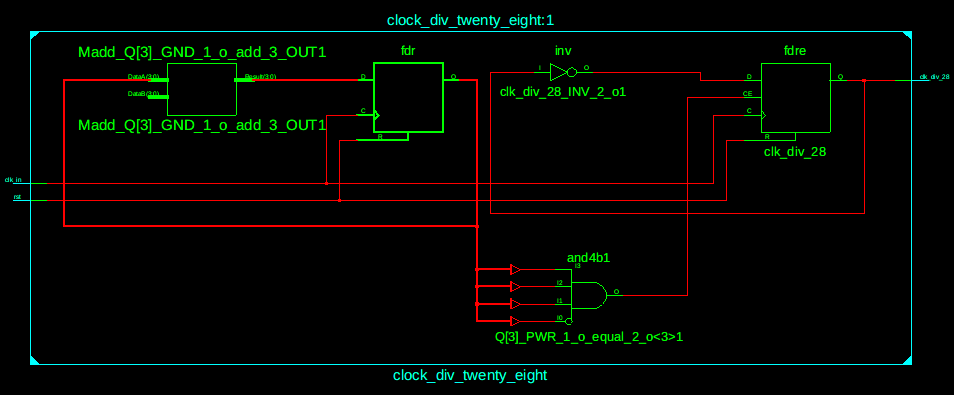 clock_div_twenty_eight:1
Madd_Q[3]_GND_1_o_add_3_OUT1
fdr
inv
fdre
DataA(3:0)
Result(3:0)
DataB(3:0)
D
Q
C
R
I
O
clk_div_28_INV_2_o1
D
Q
CE
C
R
clk_div_28
clk_div_28
Madd_Q[3]_GND_1_o_add_3_OUT1
clk_in
rst
and4b1
I3
I2
I1
I0
O
Q[3]_PWR_1_o_equal_2_o<3>1
clock_div_twenty_eight